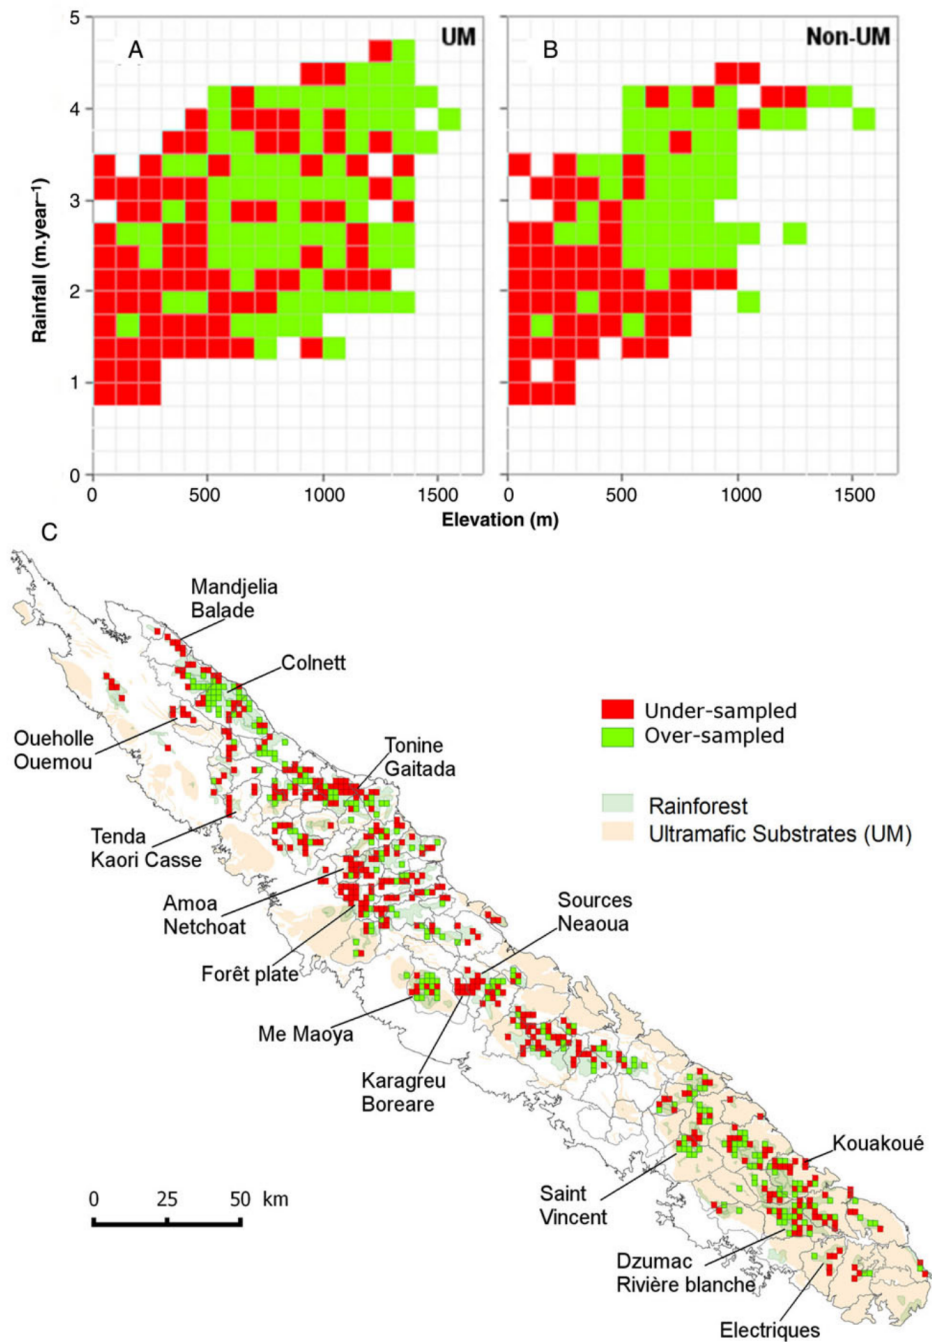 A
UM
B
Non-UM
5
4
3
2
1
0
Rainfall (m.year⁻¹)
0
500
1000
1500
0
500
1000
1500
Elevation (m)
C
Mandjelia
Balade
Colnett
Oueholle
Ouemou
Tonine
Gaitada
Under-sampled
Over-sampled
Rainforest
Ultramafic Substrates (UM)
Tenda
Kaori Casse
Amoa
Netchoat
Sources
Neaoua
Forêt plate
Me Maoya
Karagreu
Boreare
Kouakoué
Saint
Vincent
0 25 50 km
Dzumac
Rivière blanche
Electriques